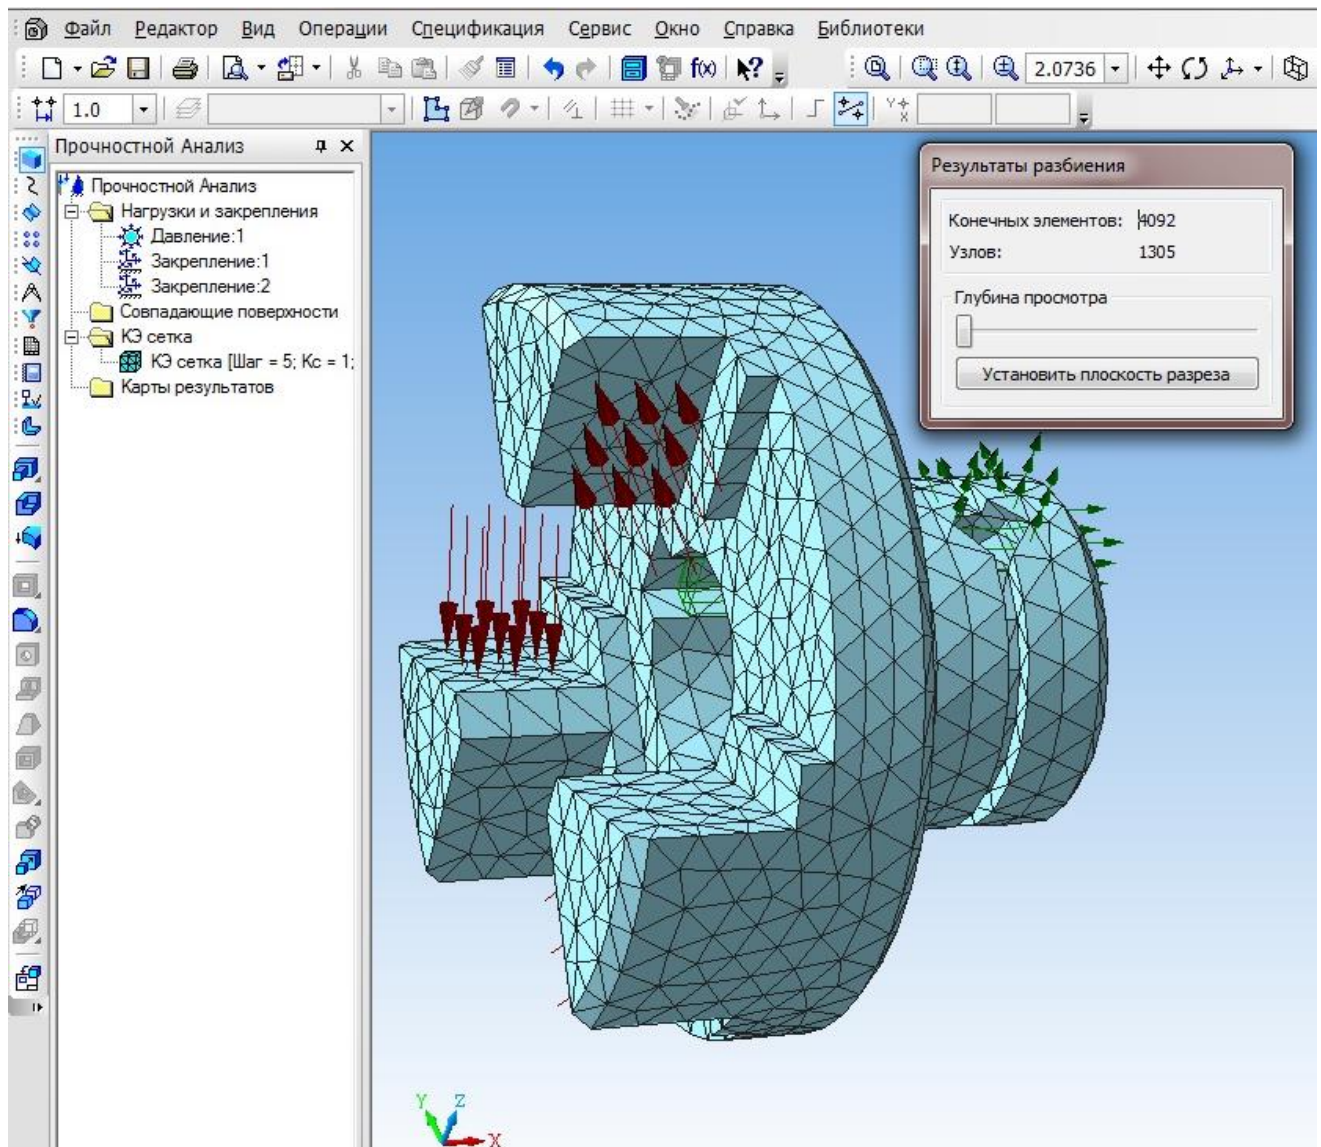 Файл Редактор Вид Операции Спецификация Сервис Окно Справка Библиотеки
f(x) 2.0736
1.0
Прочностной Анализ
Прочностной Анализ
Нагрузки и закрепления
Давление:1
Закрепление:1
Закрепление:2
Совпадающие поверхности
КЭ сетка
КЭ сетка [Шаг = 5; Кс = 1;
Карты результатов
Результаты разбиения
Конечных элементов: 4092
Узлов: 1305
Глубина просмотра
Установить плоскость разреза
Y Z
X